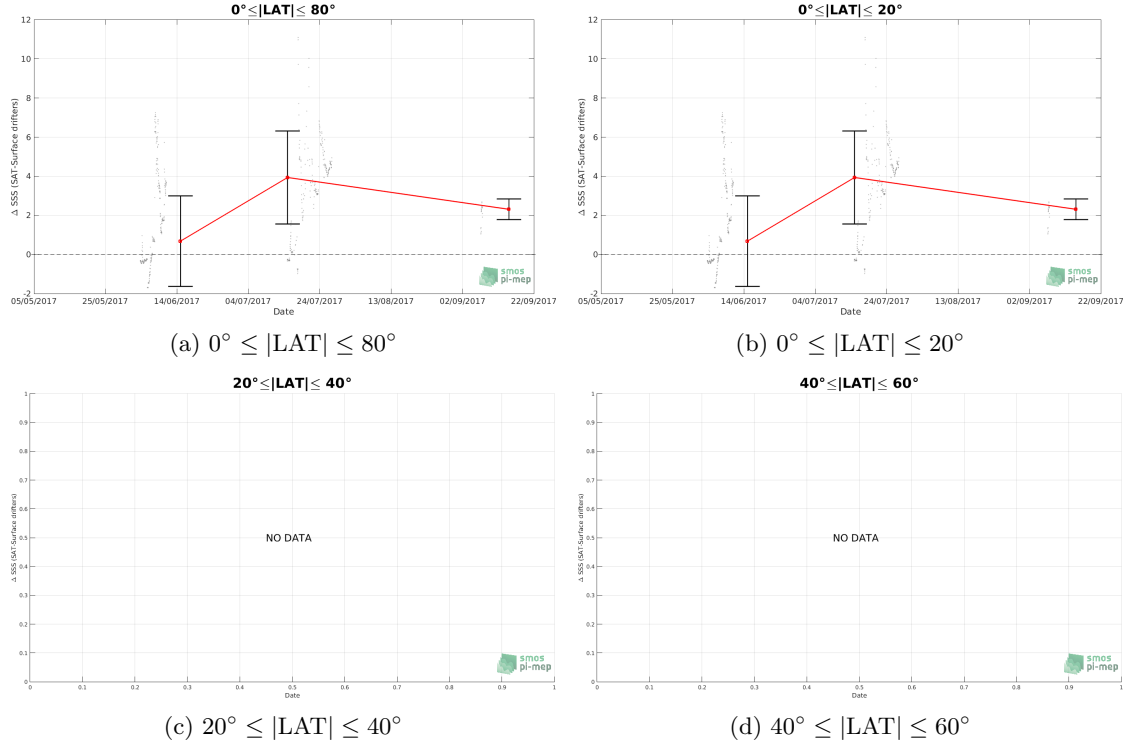 0°≤|LAT|≤ 80°
12
10
8
6
4
2
0
-2
Δ SSS (SAT-Surface drifters)
05/05/2017 25/05/2017 14/06/2017 04/07/2017 24/07/2017 13/08/2017 02/09/2017 22/09/2017
Date
smos
pi-mep
(a) 0° ≤ |LAT| ≤ 80°
0°≤|LAT|≤ 20°
12
10
8
6
4
2
0
-2
Δ SSS (SAT-Surface drifters)
05/05/2017 25/05/2017 14/06/2017 04/07/2017 24/07/2017 13/08/2017 02/09/2017 22/09/2017
Date
smos
pi-mep
(b) 0° ≤ |LAT| ≤ 20°
20°≤|LAT|≤ 40°
1
0.9
0.8
0.7
0.6
0.5
0.4
0.3
0.2
0.1
0
Δ SSS (SAT-Surface drifters)
NO DATA
0 0.1 0.2 0.3 0.4 0.5 0.6 0.7 0.8 0.9 1
Date
smos
pi-mep
(c) 20° ≤ |LAT| ≤ 40°
40°≤|LAT|≤ 60°
1
0.9
0.8
0.7
0.6
0.5
0.4
0.3
0.2
0.1
0
Δ SSS (SAT-Surface drifters)
NO DATA
0 0.1 0.2 0.3 0.4 0.5 0.6 0.7 0.8 0.9 1
Date
smos
pi-mep
(d) 40° ≤ |LAT| ≤ 60°